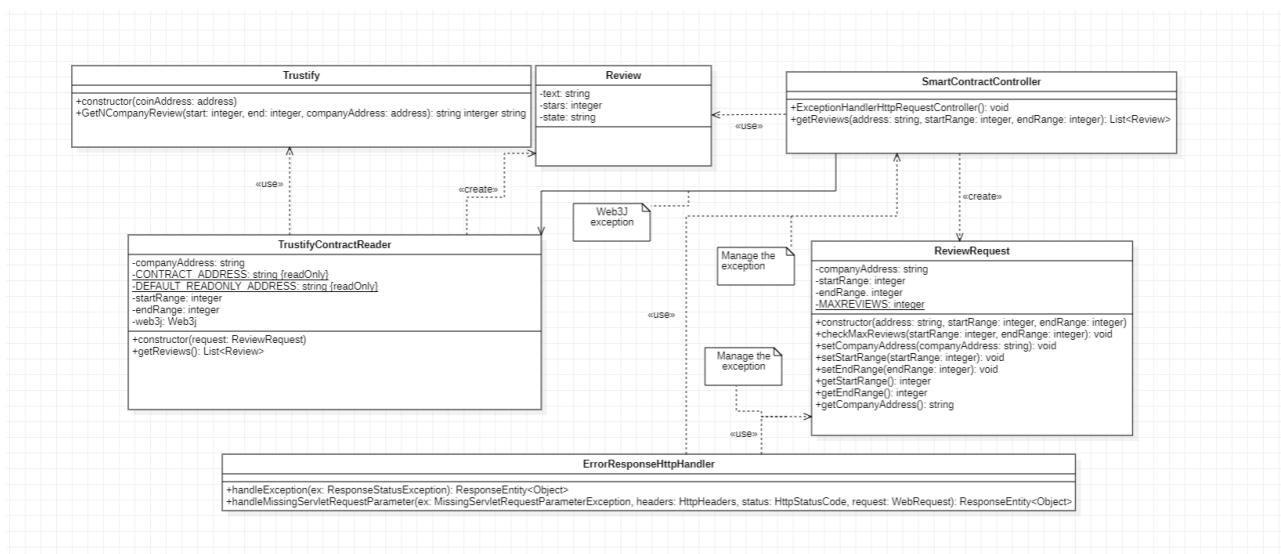 Trustify
+constructor(coinAddress: address)
+GetNCompanyReview(start: integer, end: integer, companyAddress: address): string interger string
Review
-text: string
-stars: integer
-state: string
SmartContractController
+ExceptionHandlerHttpRequestController(): void
+getReviews(address: string, startRange: integer, endRange: integer): List<Review>
«use»
«use»
«create»
«create»
Web3J
exception
Manage the
exception
TrustifyContractReader
-companyAddress: string
-CONTRACT_ADDRESS: string {readOnly}
-DEFAULT_READONLY_ADDRESS: string {readOnly}
-startRange: integer
-endRange: integer
-web3j: Web3j
+constructor(request: ReviewRequest)
+getReviews(): List<Review>
ReviewRequest
-companyAddress: string
-startRange: integer
-endRange. integer
-MAXREVIEWS: integer
+constructor(address: string, startRange: integer, endRange: integer)
+checkMaxReviews(startRange: integer, endRange: integer): void
+setCompanyAddress(companyAddress: string): void
+setStartRange(startRange: integer): void
+setEndRange(endRange: integer): void
+getStartRange(): integer
+getEndRange(): integer
+getCompanyAddress(): string
«use»
Manage the
exception
«use»
ErrorResponseHttpHandler
+handleException(ex: ResponseStatusException): ResponseEntity<Object>
+handleMissingServletRequestParameter(ex: MissingServletRequestParameterException, headers: HttpHeaders, status: HttpStatusCode, request: WebRequest): ResponseEntity<Object>